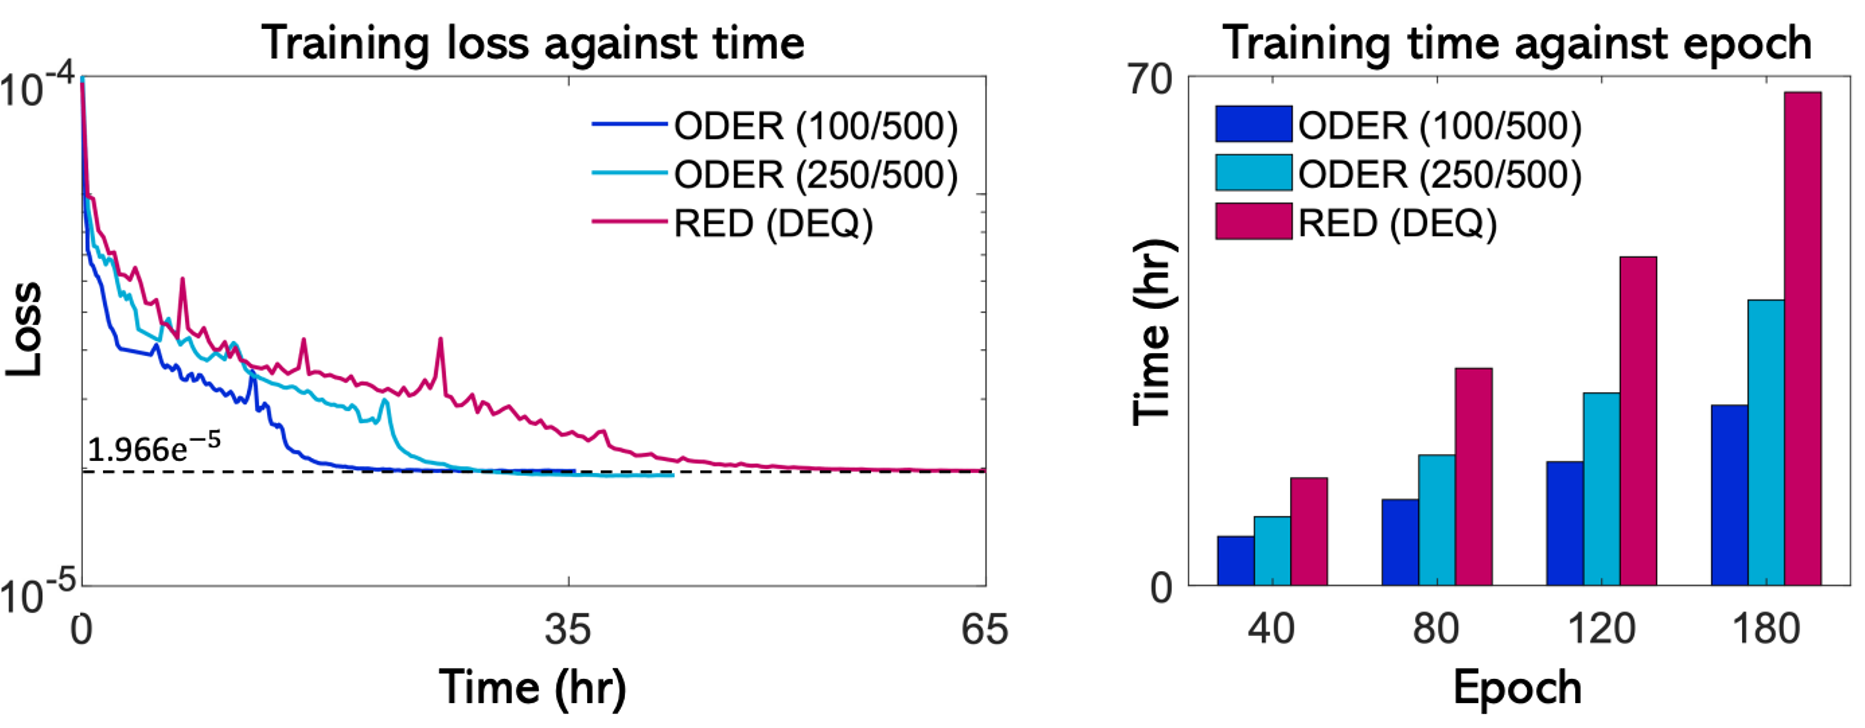 Training loss against time
10⁻⁴
ODER (100/500)
ODER (250/500)
RED (DEQ)
Loss
1.966e⁻⁵
10⁻⁵
0
35
65
Time (hr)
Training time against epoch
70
ODER (100/500)
ODER (250/500)
RED (DEQ)
Time (hr)
0
40
80
120
180
Epoch